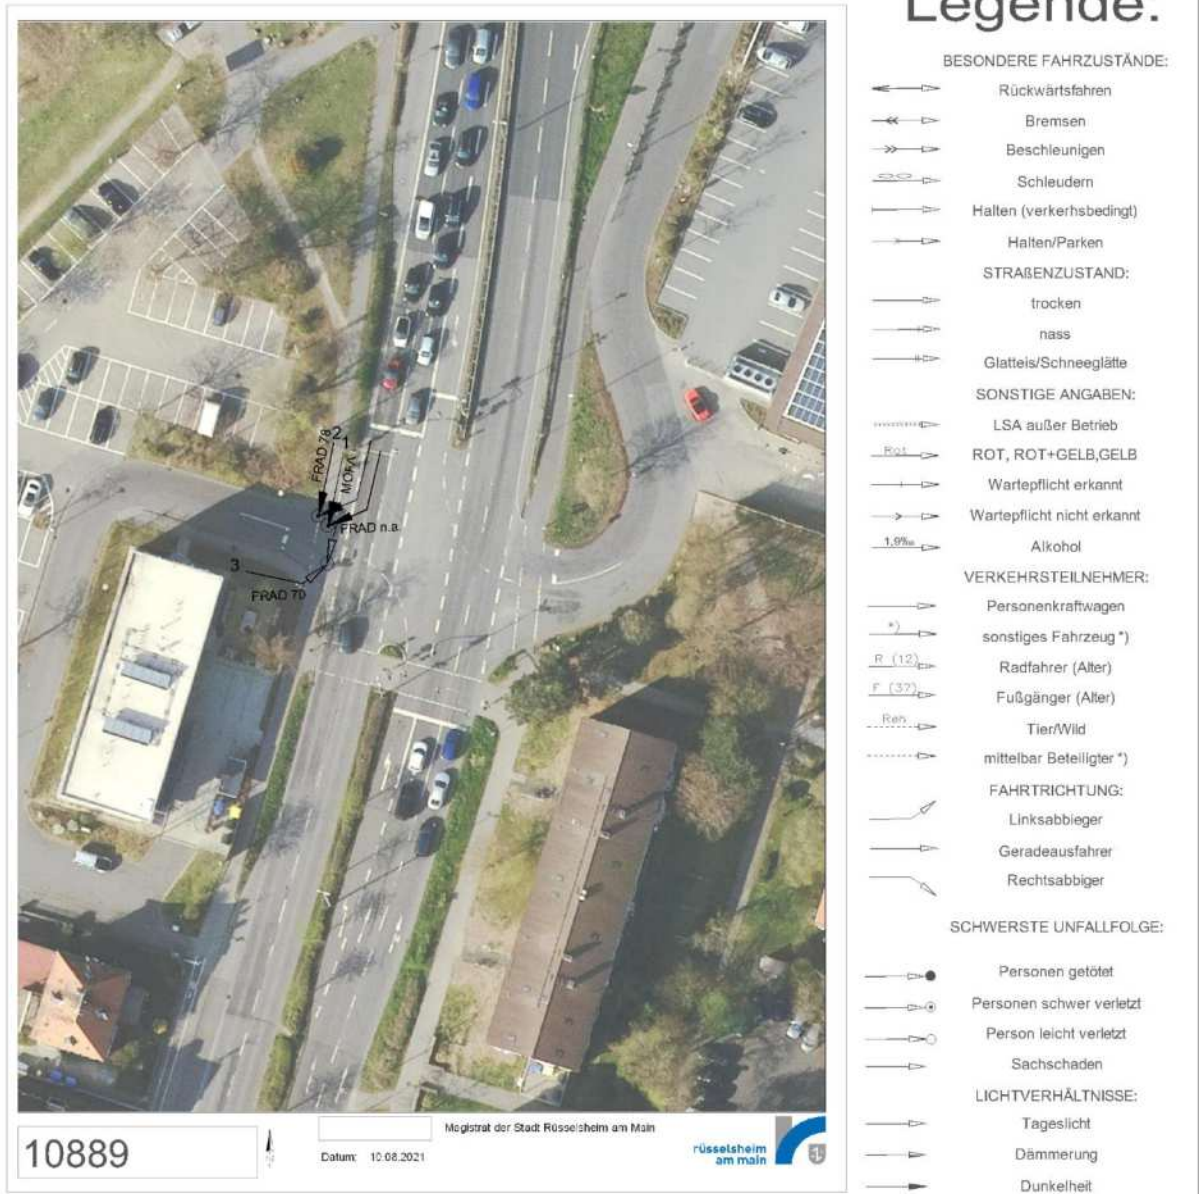 Legende:
BESONDERE FAHRZUSTÄNDE:
Rückwärtsfahren
Bremsen
Beschleunigen
Schleudern
Halten (verkerhsbedingt)
Halten/Parken
STRAßENZUSTAND:
trocken
nass
Glatteis/Schneeglätte
SONSTIGE ANGABEN:
LSA außer Betrieb
Rot ROT, ROT+GELB,GELB
Wartepflicht erkannt
Wartepflicht nicht erkannt
1,9‰ Alkohol
VERKEHRSTEILNEHMER:
Personenkraftwagen
*) sonstiges Fahrzeug *)
R (12) Radfahrer (Alter)
F (37) Fußgänger (Alter)
Reh Tier/Wild
mittelbar Beteiligter *)
FAHRTRICHTUNG:
Linksabbieger
Geradeausfahrer
Rechtsabbiger
SCHWERSTE UNFALLFOLGE:
Personen getötet
Personen schwer verletzt
Person leicht verletzt
Sachschaden
LICHTVERHÄLTNISSE:
Tageslicht
Dämmerung
Dunkelheit
2
1
FRAD 78
MOFA
FRAD n.a.
3
FRAD 70
10889
Magistrat der Stadt Rüsselsheim am Main
Datum: 10.08.2021
rüsselsheim
am main